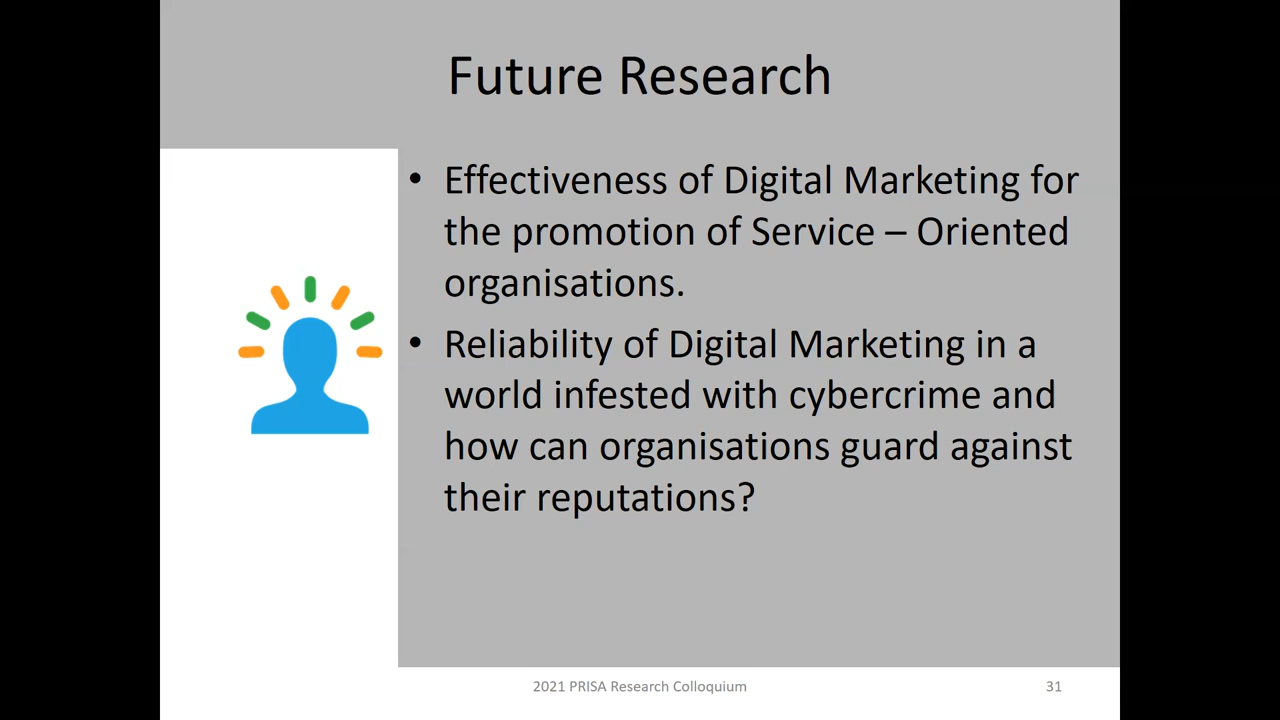 Future Research
• Effectiveness of Digital Marketing for
the promotion of Service – Oriented
organisations.
• Reliability of Digital Marketing in a
world infested with cybercrime and
how can organisations guard against
their reputations?
2021 PRISA Research Colloquium
31